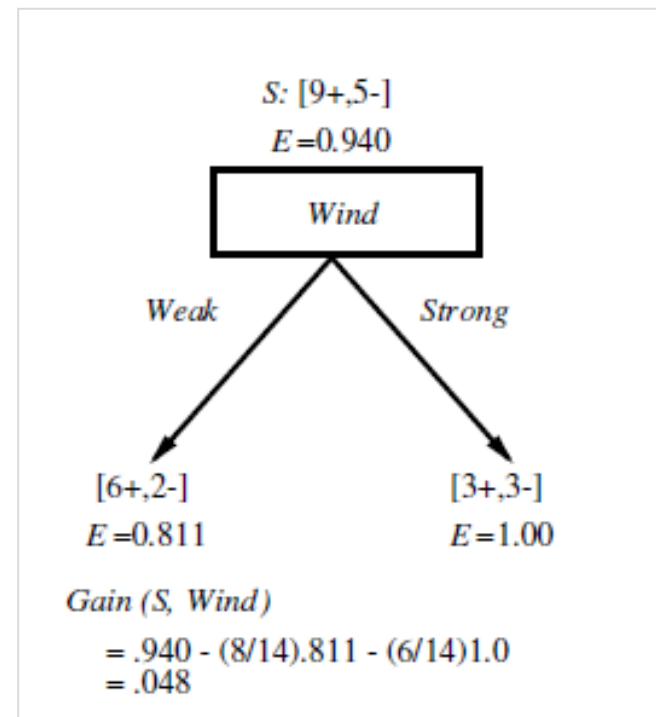 S: [9+,5-]
E=0.940
Wind
Weak Strong
[6+,2-] [3+,3-]
E=0.811 E=1.00
Gain (S, Wind)
= .940 - (8/14).811 - (6/14)1.0
= .048